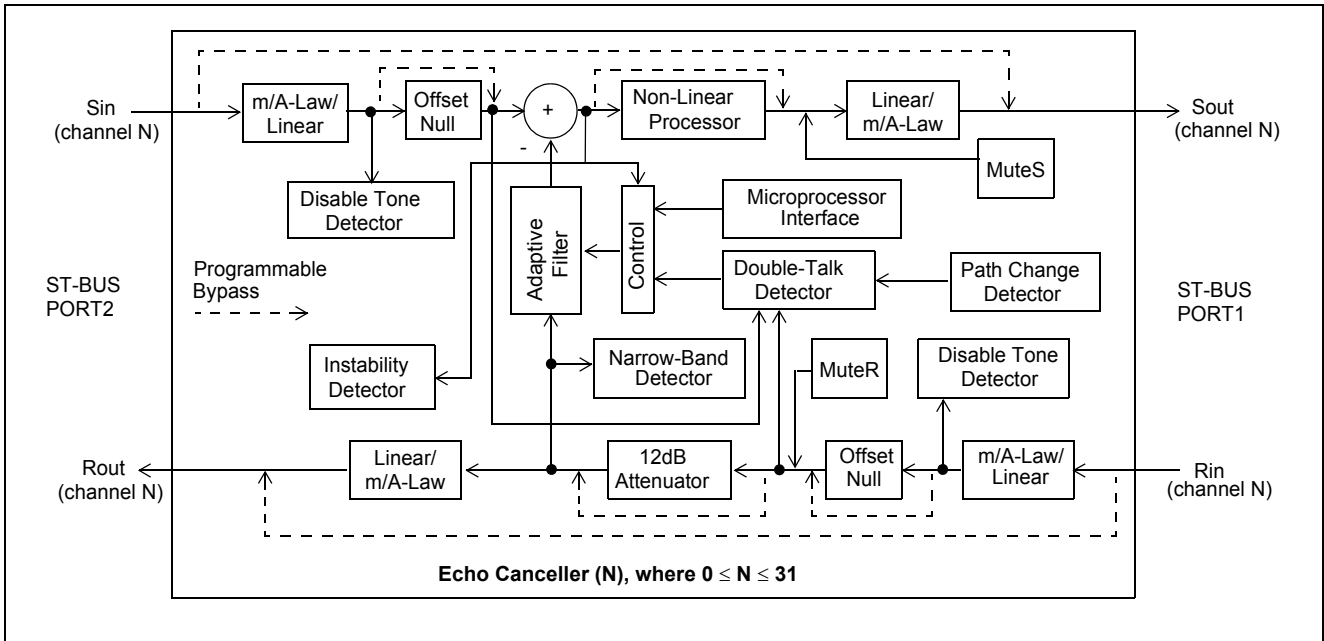 Sin
(channel N)
m/A-Law/
Linear
Offset
Null
+
-
Non-Linear
Processor
Linear/
m/A-Law
Sout
(channel N)
MuteS
Disable Tone
Detector
Adaptive
Filter
Control
Microprocessor
Interface
Double-Talk
Detector
Path Change
Detector
ST-BUS
PORT2
Programmable
Bypass
ST-BUS
PORT1
Instability
Detector
Narrow-Band
Detector
MuteR
Disable Tone
Detector
Rout
(channel N)
Linear/
m/A-Law
12dB
Attenuator
Offset
Null
m/A-Law/
Linear
Rin
(channel N)
Echo Canceller (N), where 0 ≤ N ≤ 31